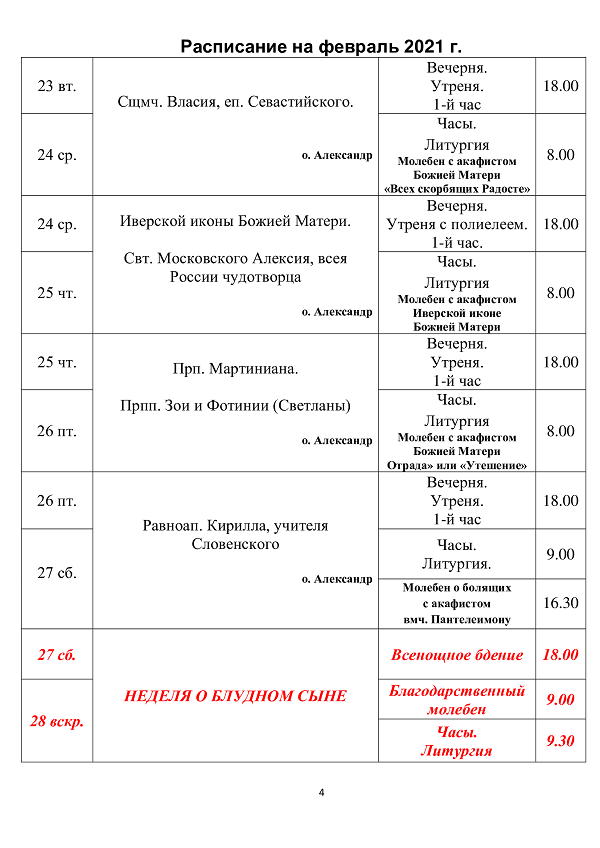 Расписание на февраль 2021 г.
23 вт.
Сщмч. Власия, еп. Севастийского.
о. Александр
Вечерня.
Утреня.
1-й час
18.00
24 ср.
Часы.
Литургия
Молебен с акафистом
Божией Матери
«Всех скорбящих Радосте»
8.00
24 ср.
Иверской иконы Божией Матери.
Свт. Московского Алексия, всея
России чудотворца
о. Александр
Вечерня.
Утреня с полиелеем.
1-й час.
18.00
25 чт.
Часы.
Литургия
Молебен с акафистом
Иверской иконе
Божией Матери
8.00
25 чт.
Прп. Мартиниана.
Прпп. Зои и Фотинии (Светланы)
о. Александр
Вечерня.
Утреня.
1-й час
18.00
26 пт.
Часы.
Литургия
Молебен с акафистом
Божией Матери
Отрада» или «Утешение»
8.00
26 пт.
Равноап. Кирилла, учителя
Словенского
о. Александр
Вечерня.
Утреня.
1-й час
18.00
27 сб.
Часы.
Литургия.
9.00
Молебен о болящих
с акафистом
вмч. Пантелеимону
16.30
27 сб.
НЕДЕЛЯ О БЛУДНОМ СЫНЕ
Всенощное бдение
18.00
28 вскр.
Благодарственный
молебен
9.00
Часы.
Литургия
9.30
4